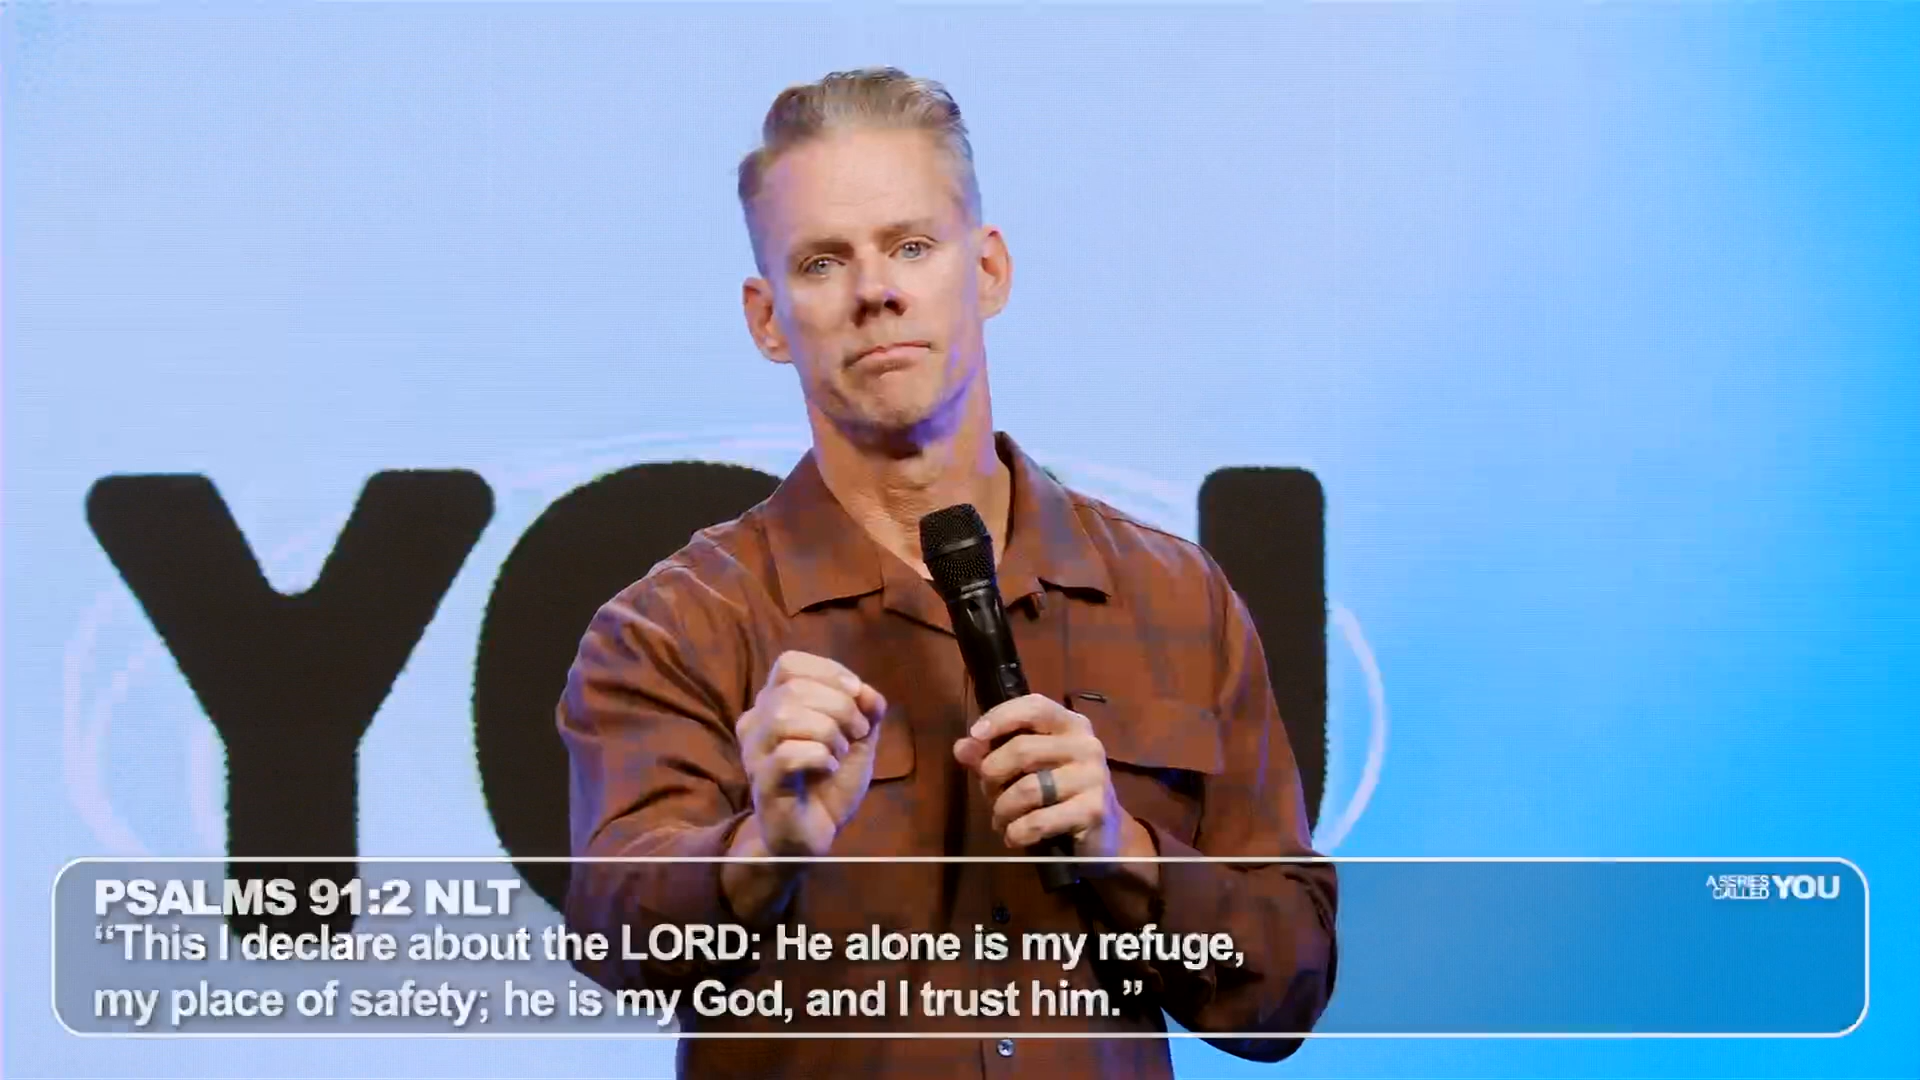 YOU
PSALMS 91:2 NLT
“This I declare about the LORD: He alone is my refuge,
my place of safety; he is my God, and I trust him.”
A SERIES
CALLED YOU